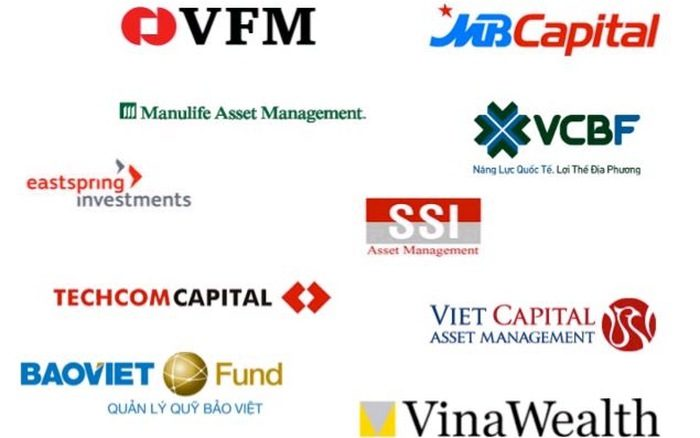 VFM
MBCapital
Manulife Asset Management.
VCBF
Năng Lực Quốc Tế. Lợi Thế Địa Phương
eastspring
investments
SSI
Asset Management
TECHCOMCAPITAL
VIET CAPITAL
ASSET MANAGEMENT
BAOVIET Fund
QUẢN LÝ QUỸ BẢO VIỆT
VinaWealth